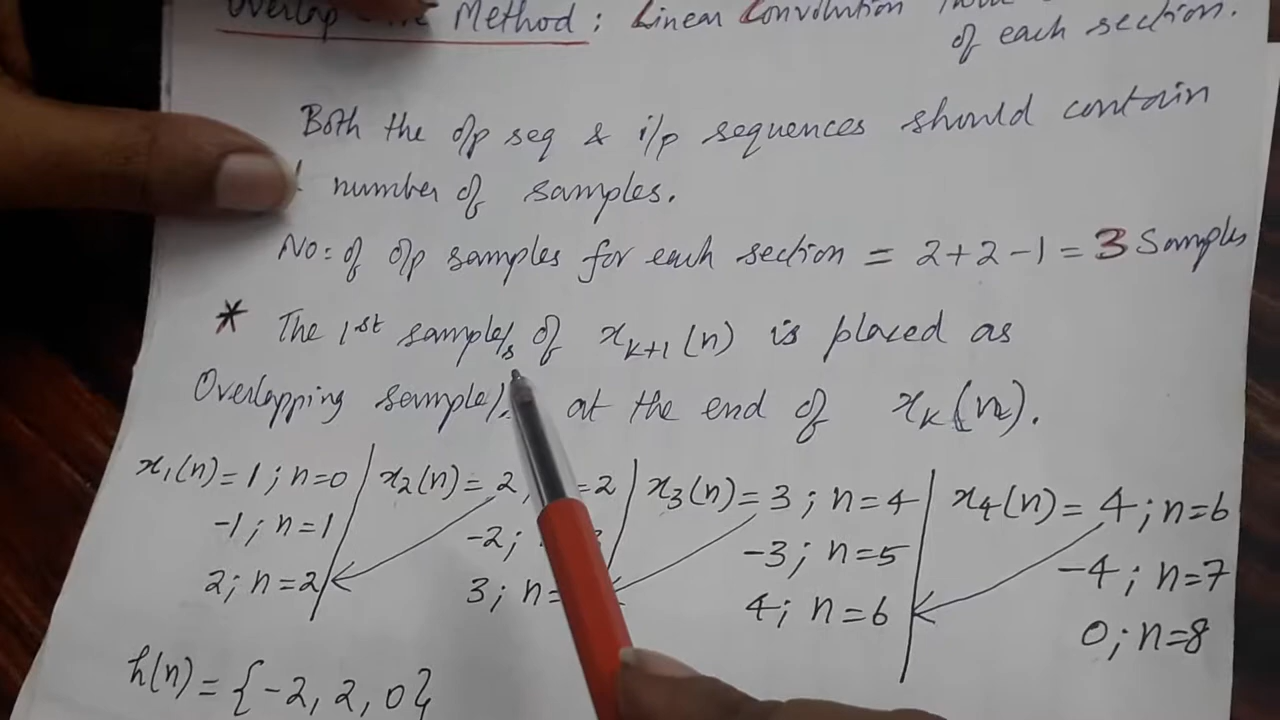 Overlap Method : Linear Convolution
of each section.
Both the o/p seq & i/p sequences should contain
number of samples.
No: of o/p samples for each section = 2+2-1 = 3 Samples
* The 1st sample/s of xₖ₊₁(n) is placed as
Overlapping sample/s at the end of xₖ(n).
x₁(n)=1; n=0 | x₂(n)=2, =2 | x₃(n)=3; n=4 | x₄(n)=4; n=6
-1; n=1 -2; -3; n=5 -4; n=7
2; n=2 3; n= 4; n=6 0; n=8
h(n) = {-2, 2, 0}